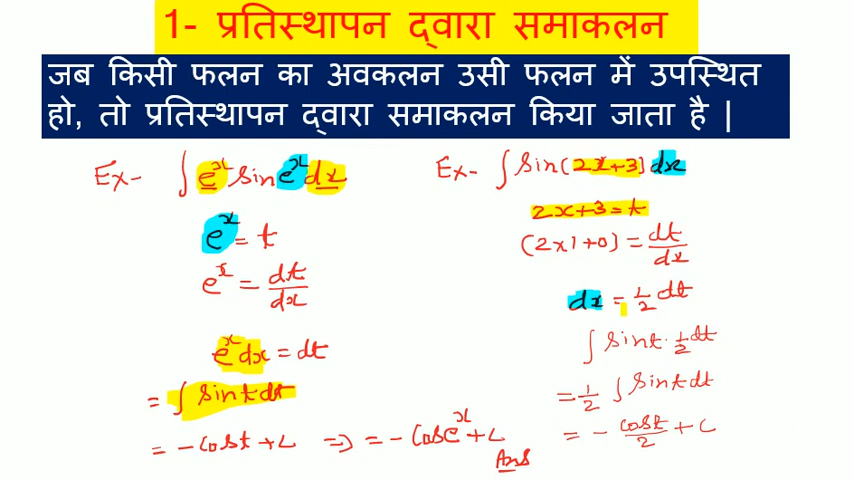 1- प्रतिस्थापन द्वारा समाकलन
जब किसी फलन का अवकलन उसी फलन में उपस्थित
हो, तो प्रतिस्थापन द्वारा समाकलन किया जाता है |
Ex- ∫ eˣ sin eˣ dx
eˣ = t
eˣ = dt/dx
eˣ dx = dt
= ∫ sint dt
= - cost + C ⇒ = - cos eˣ + C
Ans
Ex- ∫ sin(2x+3) dx
2x+3 = t
(2x1+0) = dt/dx
dx = 1/2 dt
∫ sint · 1/2 dt
= 1/2 ∫ sint dt
= - cost/2 + C